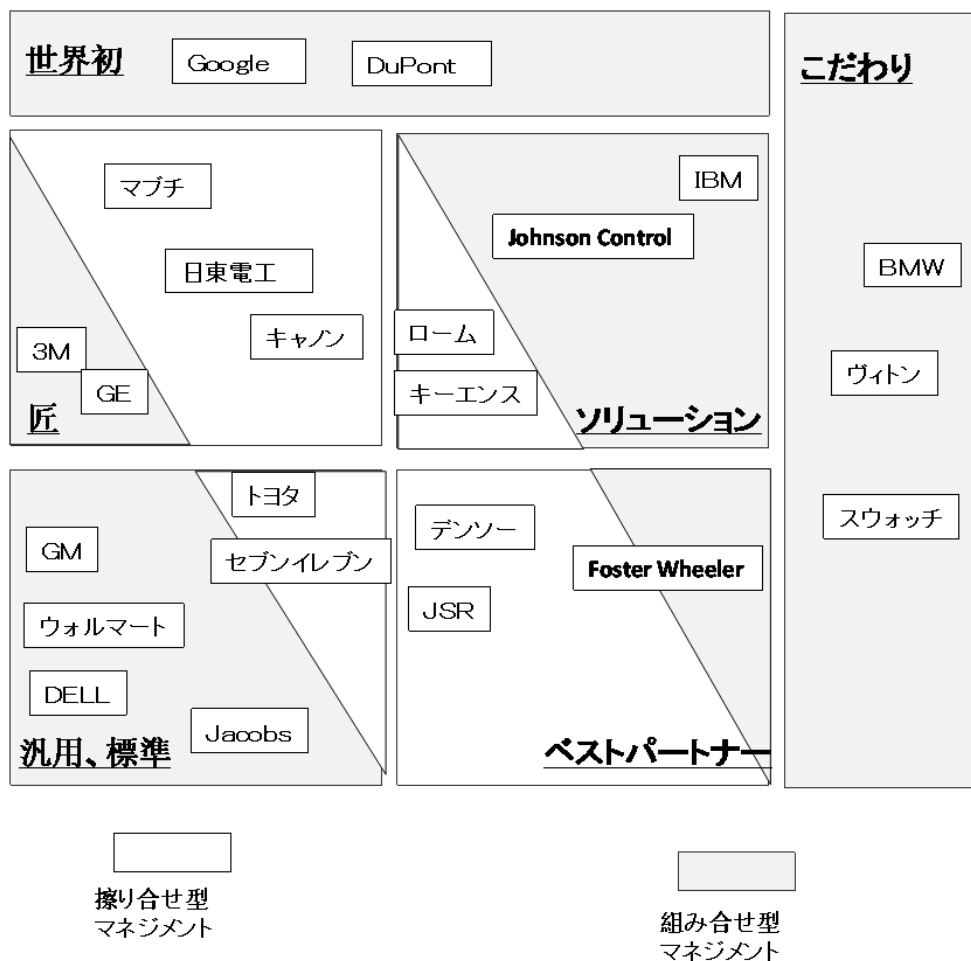 世界初
Google
DuPont
こだわり
マブチ
日東電工
キャノン
3M
GE
匠
IBM
Johnson Control
ローム
キーエンス
ソリューション
BMW
ヴィトン
スウォッチ
トヨタ
GM
セブンイレブン
ウォルマート
DELL
Jacobs
汎用、標準
デンソー
Foster Wheeler
JSR
ベストパートナー
擦り合せ型
マネジメント
組み合せ型
マネジメント